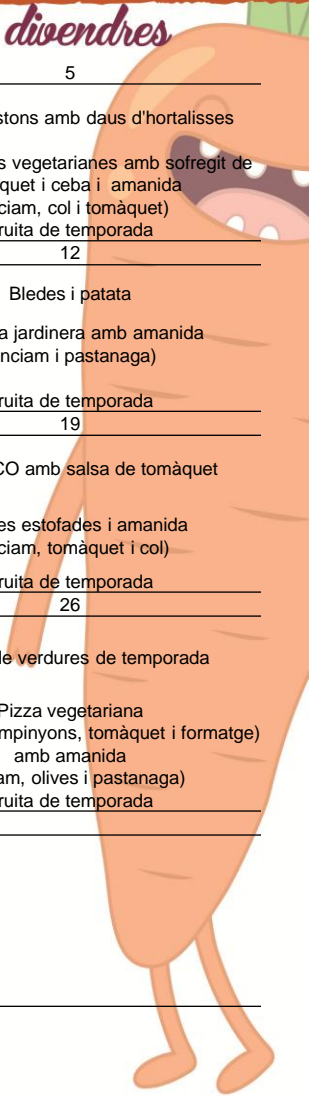 divendres
5
stons amb daus d'hortalisses
s vegetarianes amb sofregit de
quet i ceba i amanida
ciam, col i tomàquet)
ruita de temporada
12
Bledes i patata
a jardinera amb amanida
nciam i pastanaga)
ruita de temporada
19
CO amb salsa de tomàquet
es estofades i amanida
ciam, tomàquet i col)
ruita de temporada
26
de verdures de temporada
Pizza vegetariana
mpinyons, tomàquet i formatge)
amb amanida
am, olives i pastanaga)
ruita de temporada